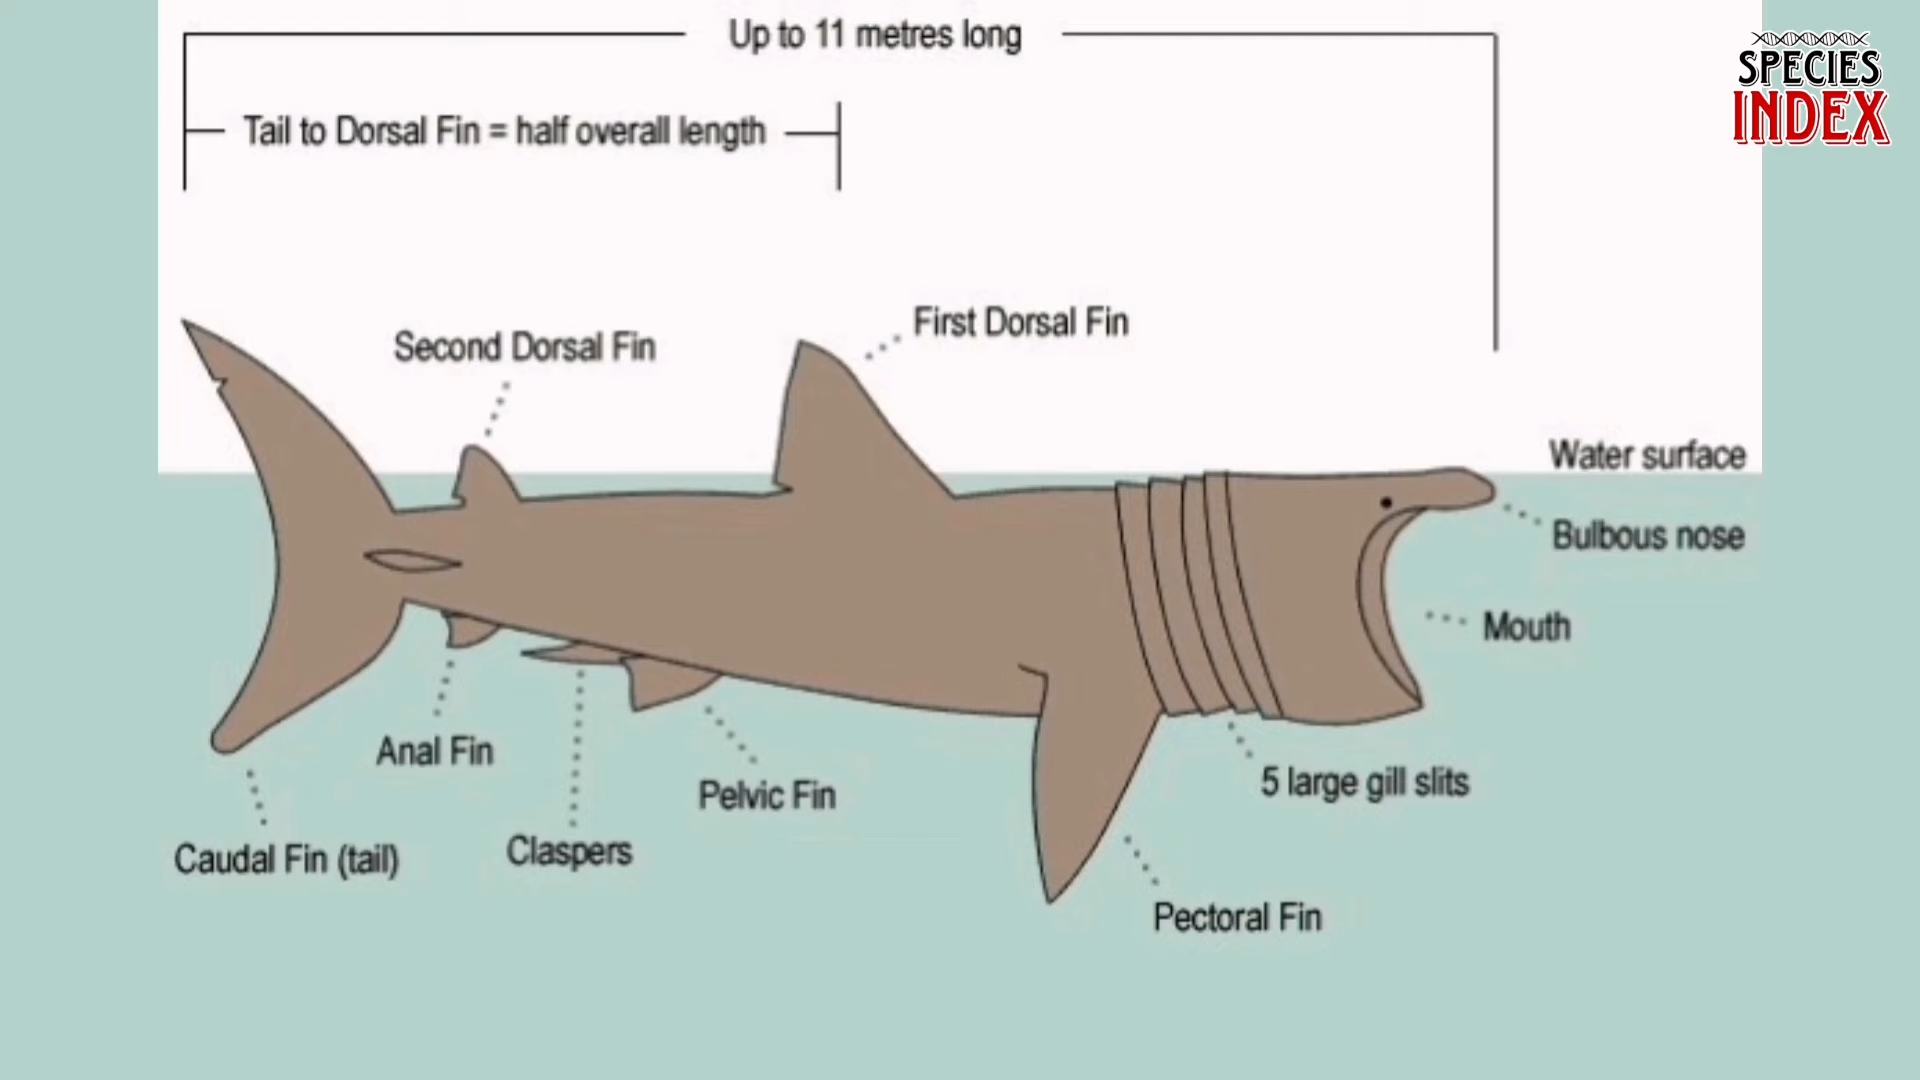 Up to 11 metres long
SPECIES
INDEX
Tail to Dorsal Fin = half overall length
First Dorsal Fin
Second Dorsal Fin
Water surface
Bulbous nose
Mouth
Anal Fin
5 large gill slits
Pelvic Fin
Claspers
Caudal Fin (tail)
Pectoral Fin